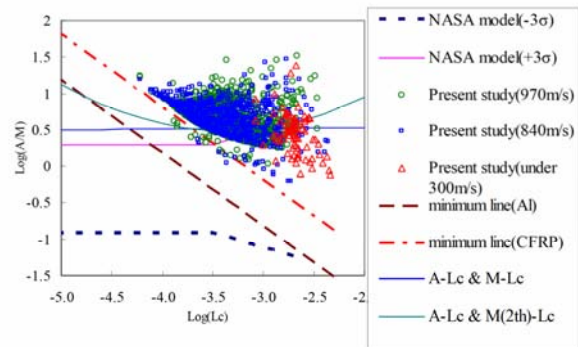 2
1.5
1
0.5
0
-0.5
-1
-1.5
Log(A/M)
-5.0
-4.5
-4.0
-3.5
-3.0
-2.5
-2.
Log(Lc)
NASA model(-3σ)
NASA model(+3σ)
Present study(970m/s)
Present study(840m/s)
Present study(under
300m/s)
minimum line(Al)
minimum line(CFRP)
A-Lc & M-Lc
A-Lc & M(2th)-Lc